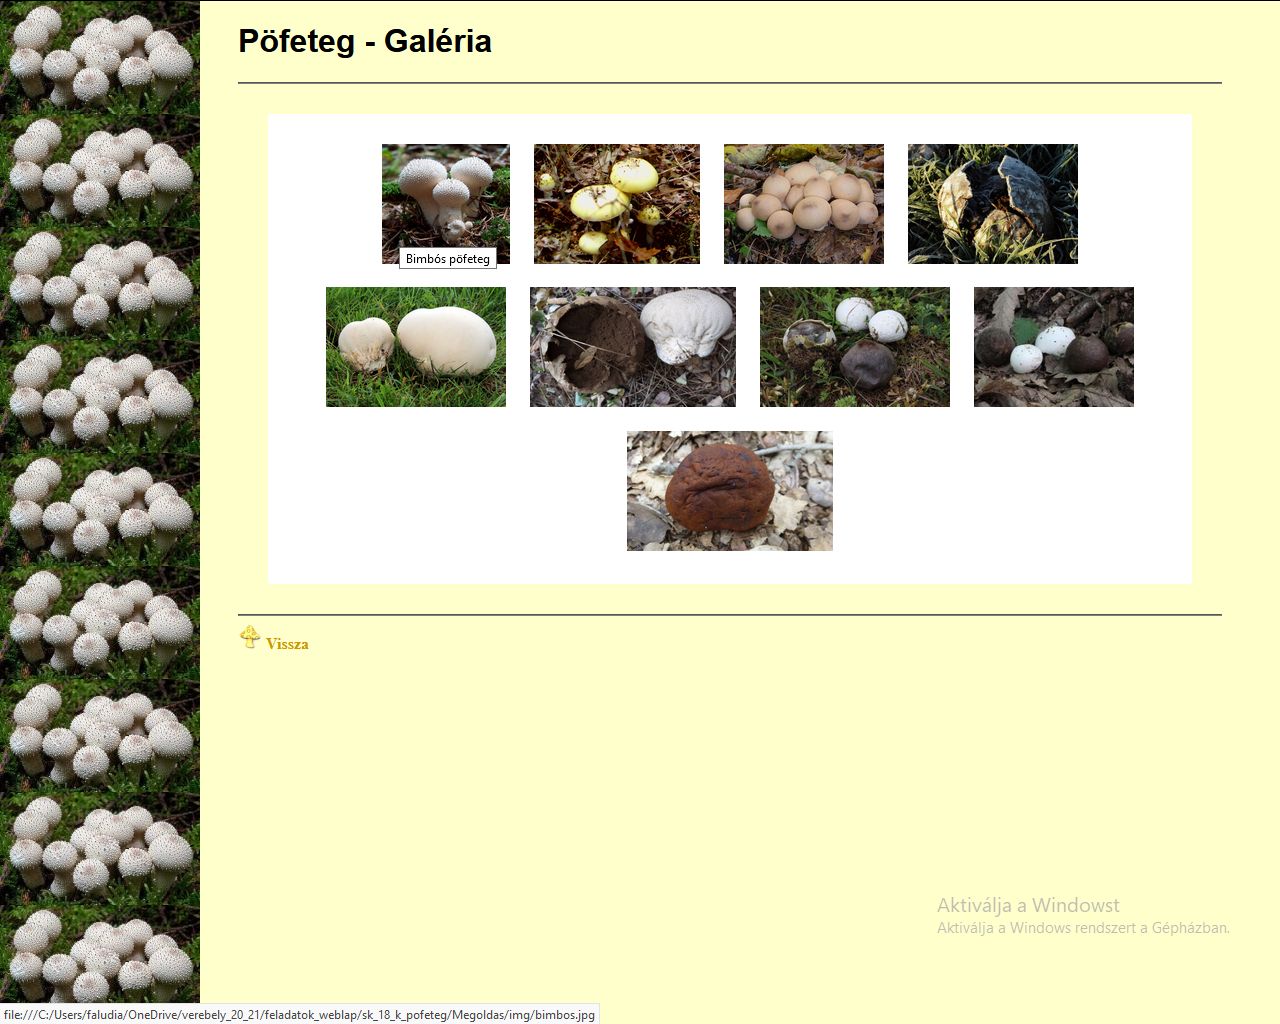 Pöfeteg - Galéria
Bimbós pöfeteg
Vissza
Aktiválja a Windowst
Aktiválja a Windows rendszert a Gépházban.
file:///C:/Users/faludia/OneDrive/verebely_20_21/feladatok_weblap/sk_18_k_pofeteg/Megoldas/img/bimbos.jpg